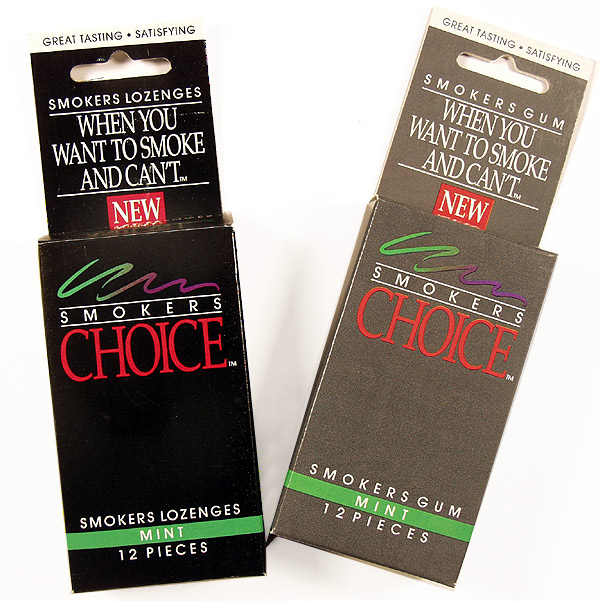 GREAT TASTING • SATISFYING
SMOKERS LOZENGES
WHEN YOU
WANT TO SMOKE
AND CAN'T™
NEW
SMOKERS
CHOICE™
SMOKERS LOZENGES
MINT
12 PIECES
GREAT TASTING • SATISFYING
SMOKERS GUM
WHEN YOU
WANT TO SMOKE
AND CAN'T™
NEW
SMOKERS
CHOICE™
SMOKERS GUM
MINT
12 PIECES